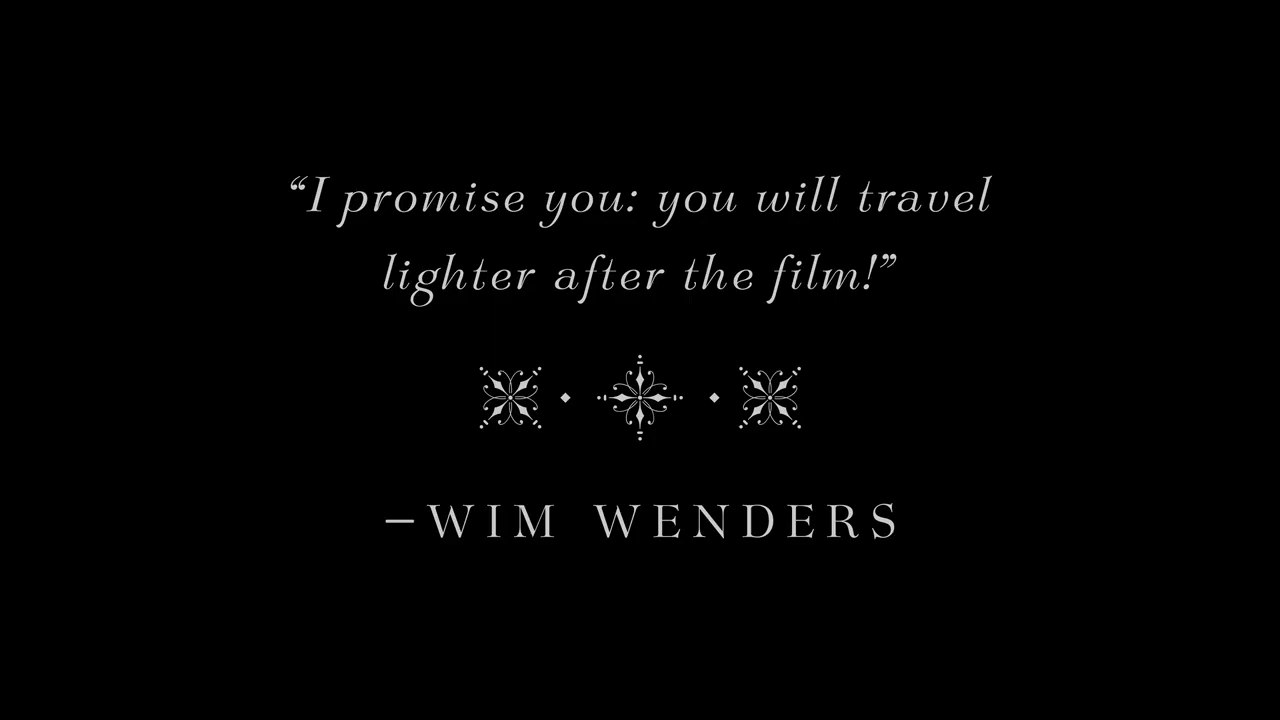 “I promise you: you will travel
lighter after the film!”
–WIM WENDERS